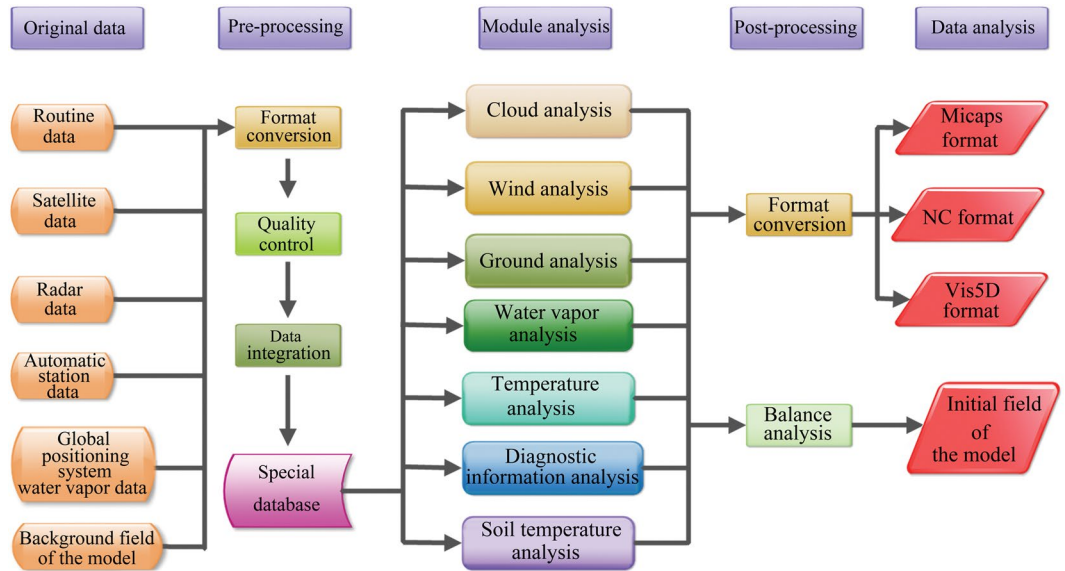 Original data
Pre-processing
Module analysis
Post-processing
Data analysis
Routine
data
Satellite
data
Radar
data
Automatic
station
data
Global
positioning
system
water vapor data
Background field
of the model
Format
conversion
Quality
control
Data
integration
Special
database
Cloud analysis
Wind analysis
Ground analysis
Water vapor
analysis
Temperature
analysis
Diagnostic
information analysis
Soil temperature
analysis
Format
conversion
Balance
analysis
Micaps
format
NC format
Vis5D
format
Initial field
of
the model